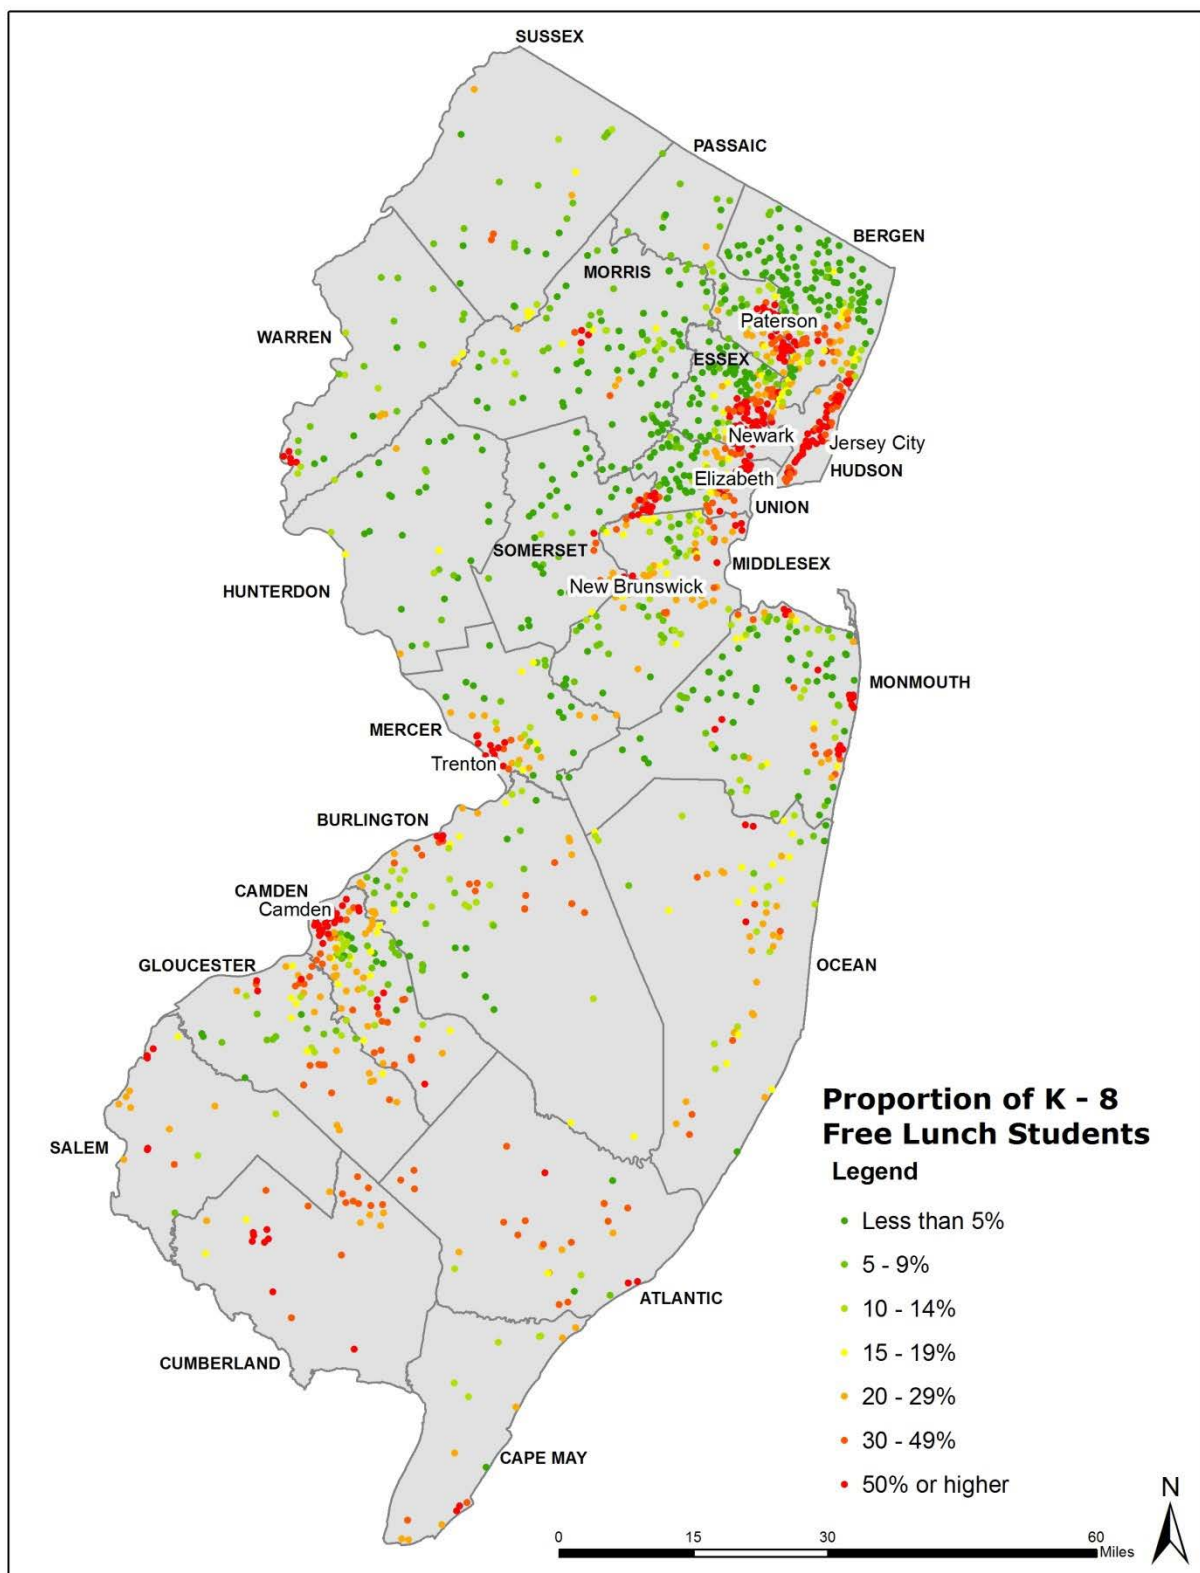 SUSSEX
PASSAIC
BERGEN
MORRIS
WARREN
Paterson
ESSEX
Newark
Jersey City
HUDSON
Elizabeth
UNION
SOMERSET
MIDDLESEX
HUNTERDON
New Brunswick
MONMOUTH
MERCER
Trenton
BURLINGTON
CAMDEN
Camden
GLOUCESTER
OCEAN
SALEM
ATLANTIC
CUMBERLAND
CAPE MAY
Proportion of K - 8
Free Lunch Students
Legend
Less than 5%
5 - 9%
10 - 14%
15 - 19%
20 - 29%
30 - 49%
50% or higher
N
0 15 30 60
Miles